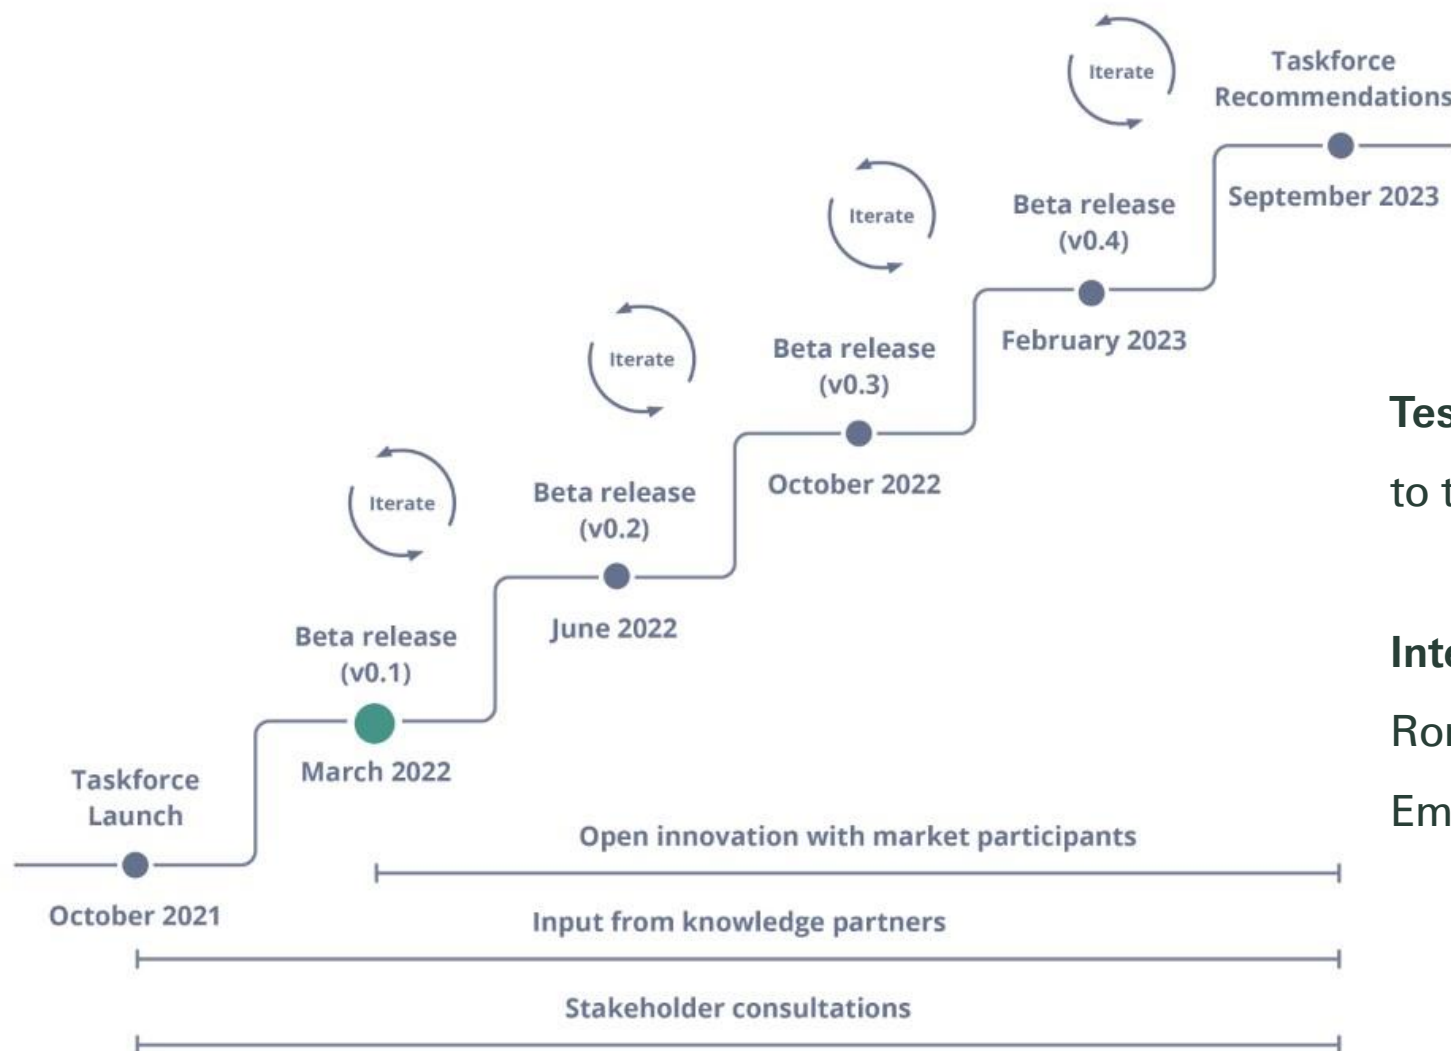 Iterate
Taskforce
Recommendations
September 2023
Iterate
Beta release
(v0.4)
February 2023
Iterate
Beta release
(v0.3)
October 2022
Iterate
Beta release
(v0.2)
June 2022
Beta release
(v0.1)
March 2022
Taskforce
Launch
October 2021
Open innovation with market participants
Input from knowledge partners
Stakeholder consultations
to